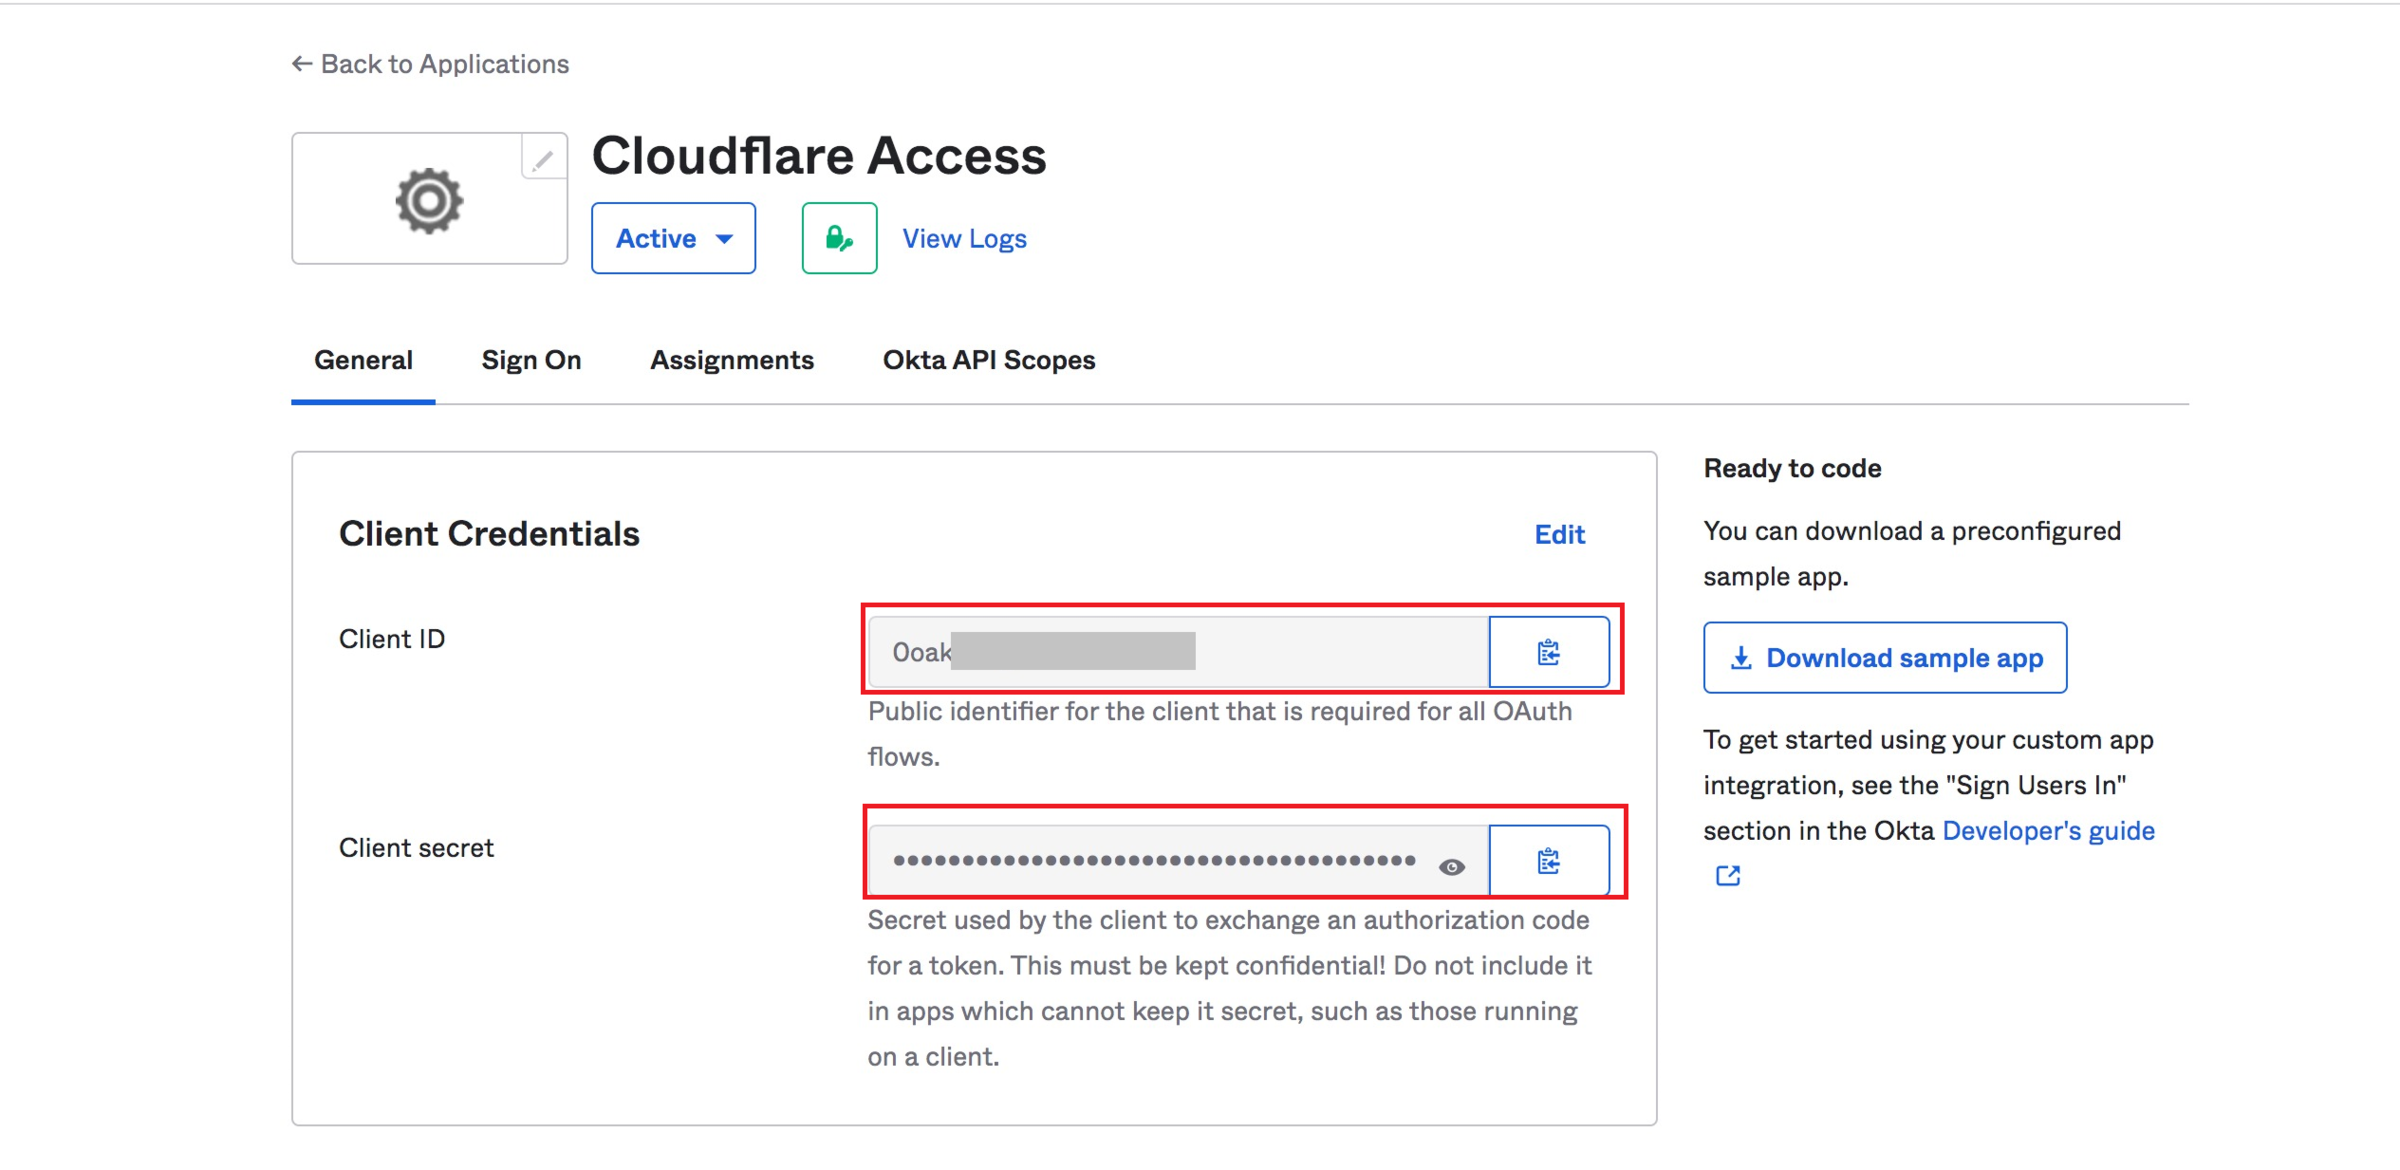 ← Back to Applications
Cloudflare Access
Active
View Logs
General Sign On Assignments Okta API Scopes
Client Credentials
Edit
Client ID
0oak
Public identifier for the client that is required for all OAuth
flows.
Client secret
••••••••••••••••••••••••••••••••••••••
Secret used by the client to exchange an authorization code
for a token. This must be kept confidential! Do not include it
in apps which cannot keep it secret, such as those running
on a client.
Ready to code
You can download a preconfigured
sample app.
Download sample app
To get started using your custom app
integration, see the "Sign Users In"
section in the Okta Developer's guide